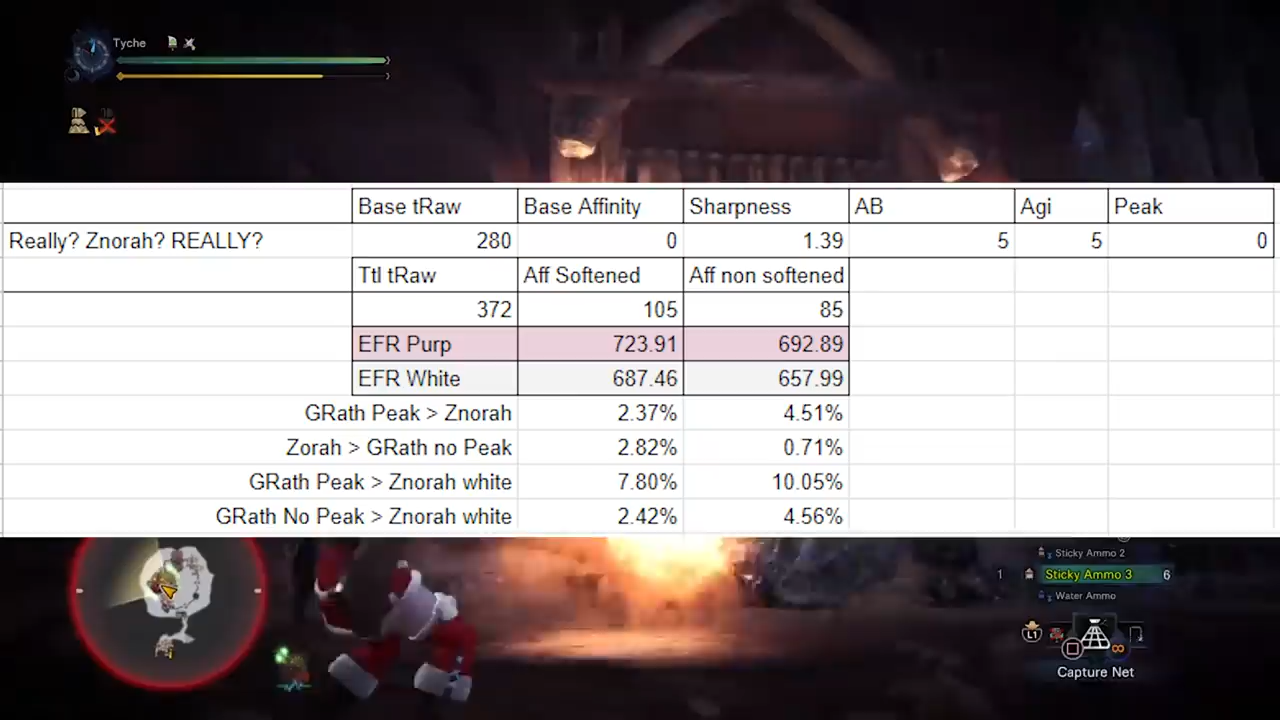 Tyche
Base tRaw Base Affinity Sharpness AB Agi Peak
Really? Znorah? REALLY? 280 0 1.39 5 5 0
Ttl tRaw Aff Softened Aff non softened
372 105 85
EFR Purp 723.91 692.89
EFR White 687.46 657.99
GRath Peak > Znorah 2.37% 4.51%
Zorah > GRath no Peak 2.82% 0.71%
GRath Peak > Znorah white 7.80% 10.05%
GRath No Peak > Znorah white 2.42% 4.56%
Sticky Ammo 2
1 Sticky Ammo 3 6
Water Ammo
L1
∞
Capture Net